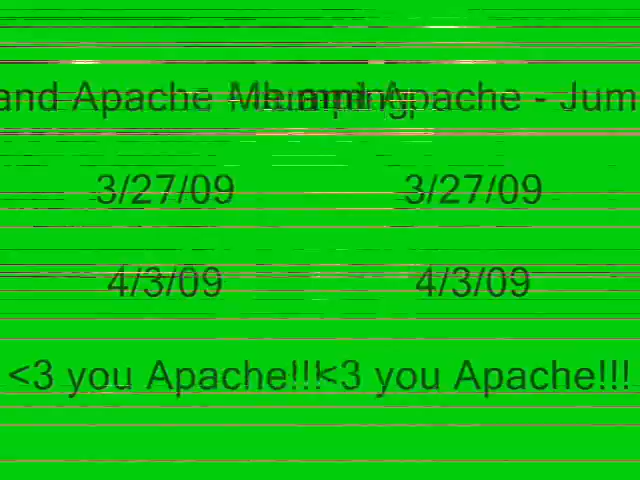 and Apache Apache - Jum
3/27/09 3/27/09
4/3/09 4/3/09
<3 you Apache!!! <3 you Apache!!!